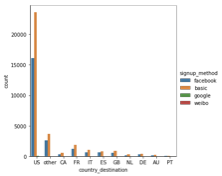 20000
15000
10000
5000
0
count
US other CA FR IT ES GB NL DE AU PT
country_destination
signup_method
facebook
basic
google
weibo